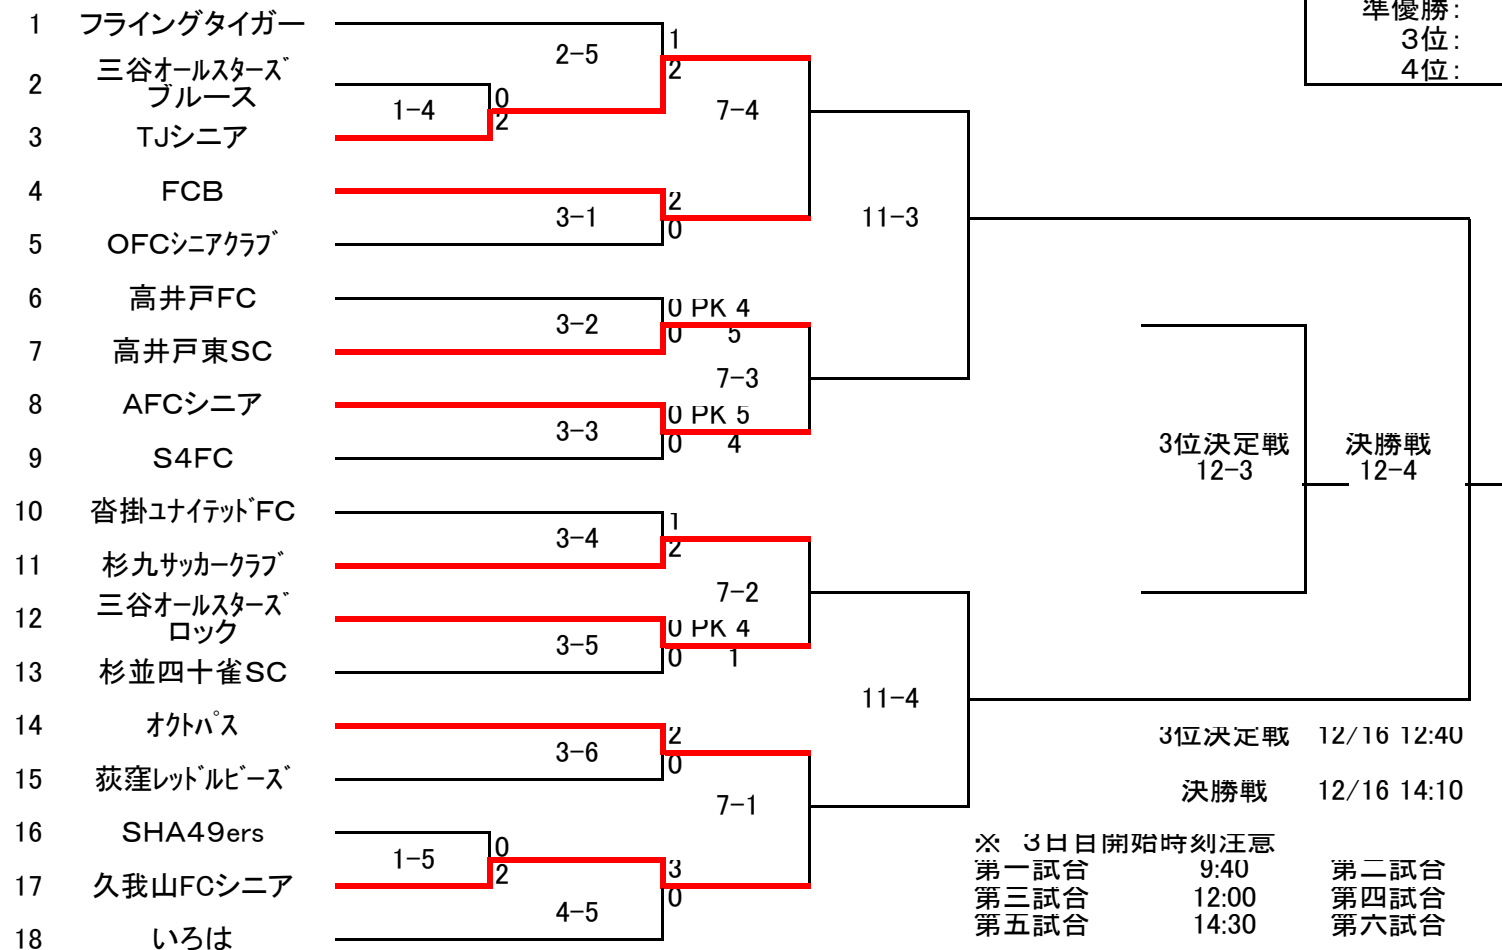 準優勝：
3位：
4位：
1 フライングタイガー
2-5
1
2
2 三谷オールスターズ
ブルース
1-4
0
2
7-4
3 TJシニア
4 FCB
3-1
2
0
11-3
5 OFCシニアクラブ
6 高井戸FC
3-2
0 PK 4
0 5
7 高井戸東SC
7-3
8 AFCシニア
3-3
0 PK 5
0 4
9 S4FC
3位決定戦
12-3
決勝戦
12-4
10 沓掛ユナイテッドFC
3-4
1
2
11 杉九サッカークラブ
7-2
12 三谷オールスターズ
ロック
3-5
0 PK 4
0 1
13 杉並四十雀SC
11-4
14 オクトパス
3-6
2
0
3位決定戦 12/16 12:40
15 荻窪レッドルビーズ
7-1
決勝戦 12/16 14:10
16 SHA49ers
1-5
0
2
17 久我山FCシニア
4-5
3
0
18 いろは
※ 3日目開始時刻注意
第一試合 9:40 第二試合
第三試合 12:00 第四試合
第五試合 14:30 第六試合